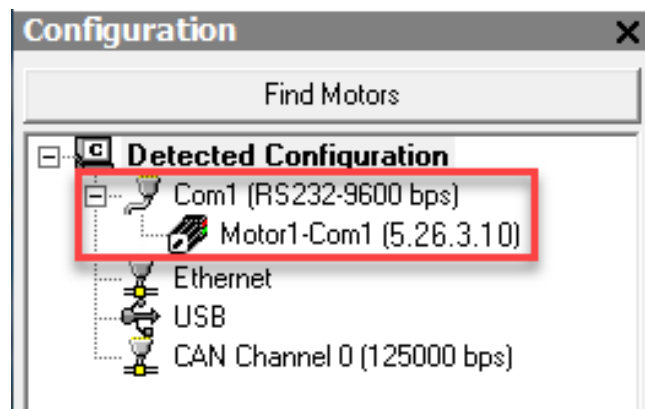 Configuration
Find Motors
Detected Configuration
Com1 (RS232-9600 bps)
Motor1-Com1 (5.26.3.10)
Ethernet
USB
CAN Channel 0 (125000 bps)